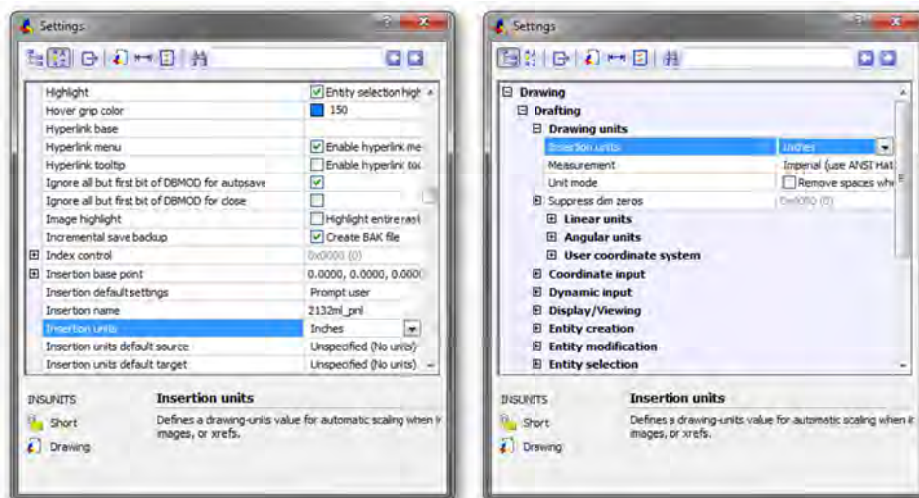 Settings
Highlight Entity selection high
Hover grip color 150
Hyperlink base
Hyperlink menu Enable hyperlink me
Hyperlink tooltip Enable hyperlink too
Ignore all but first bit of DBMOD for autosave
Ignore all but first bit of DBMOD for close
Image highlight Highlight entire rast
Incremental save backup Create BAK file
Index control 0x0000 (0)
Insertion base point 0.0000, 0.0000, 0.0000
Insertion default settings Prompt user
Insertion name 2132ml_pnl
Insertion units Inches
Insertion units default source Unspecified (No units)
Insertion units default target Unspecified (No units)
INSUNITS Insertion units
Short Defines a drawing-units value for automatic scaling when
images, or xrefs.
Drawing
Settings
Drawing
Drafting
Drawing units
Insertion units Inches
Measurement Imperial (use ANSI Hat
Unit mode Remove spaces whe
Suppress dim zeros 0x0000 (0)
Linear units
Angular units
User coordinate system
Coordinate input
Dynamic input
Display/Viewing
Entity creation
Entity modification
Entity selection
INSUNITS Insertion units
Short Defines a drawing-units value for automatic scaling when
images, or xrefs.
Drawing